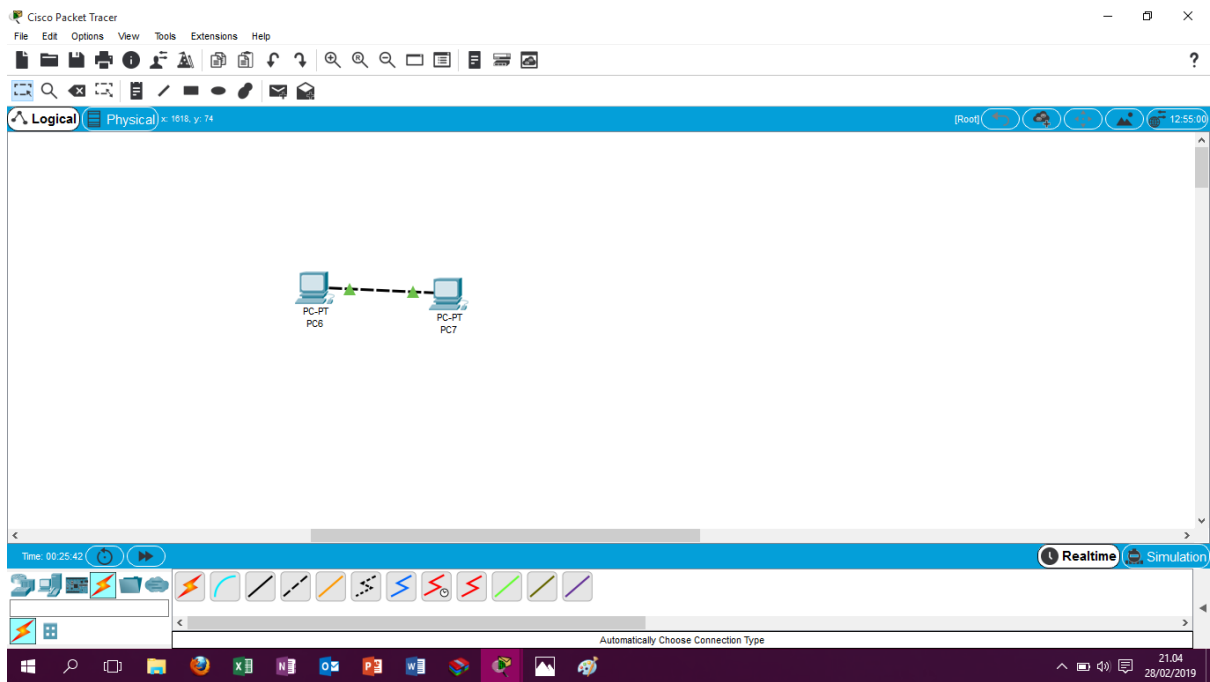 Cisco Packet Tracer
File Edit Options View Tools Extensions Help
?
Logical Physical x: 1618, y: 74 [Root] 12:55:00
PC-PT
PC6
PC-PT
PC7
Time: 00:25:42 Realtime Simulation
Automatically Choose Connection Type
21.04
28/02/2019